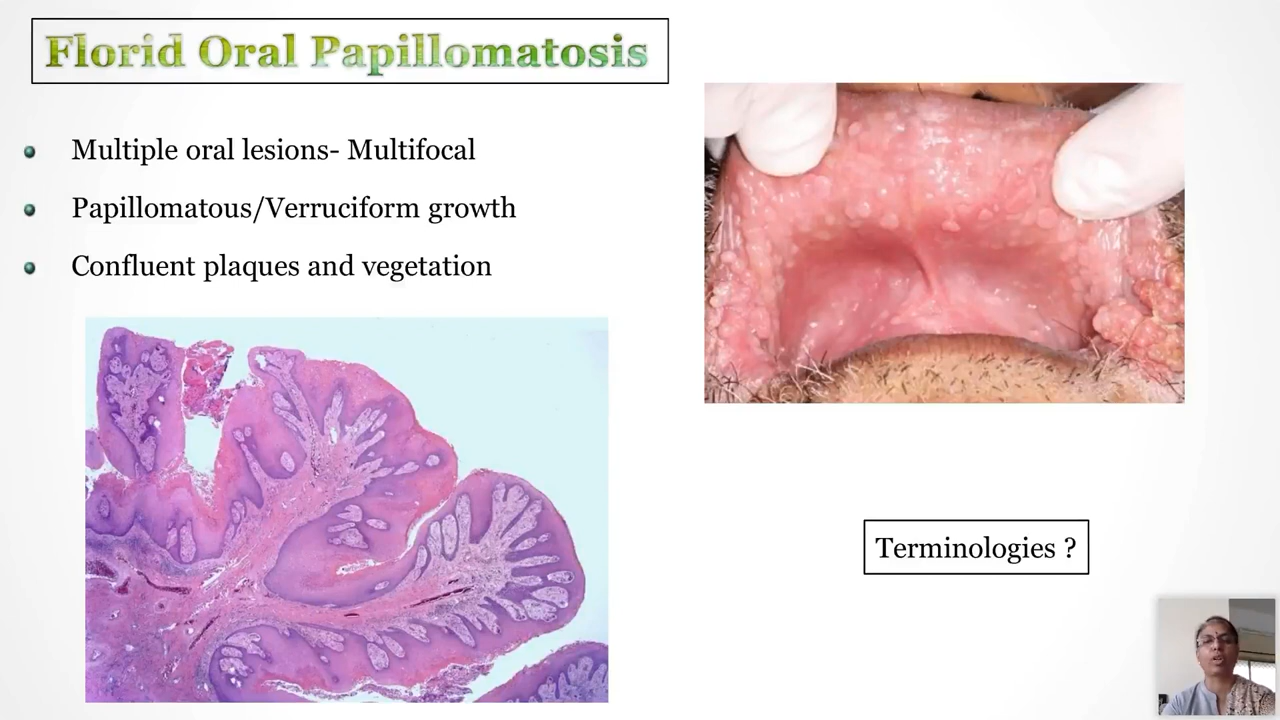 Florid Oral Papillomatosis
Multiple oral lesions- Multifocal
Papillomatous/Verruciform growth
Confluent plaques and vegetation
Terminologies ?